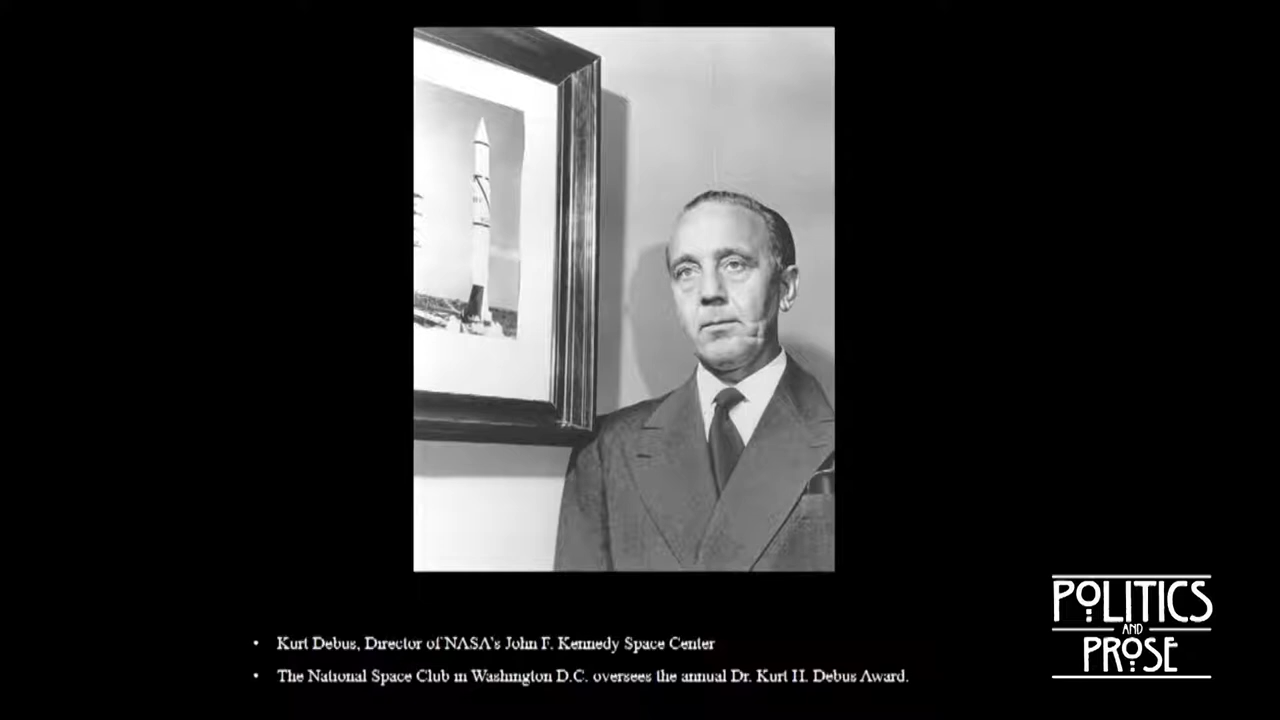 • Kurt Debus, Director of NASA's John F. Kennedy Space Center
• The National Space Club in Washington D.C. oversees the annual Dr. Kurt H. Debus Award.
POLITICS
AND
PROSE